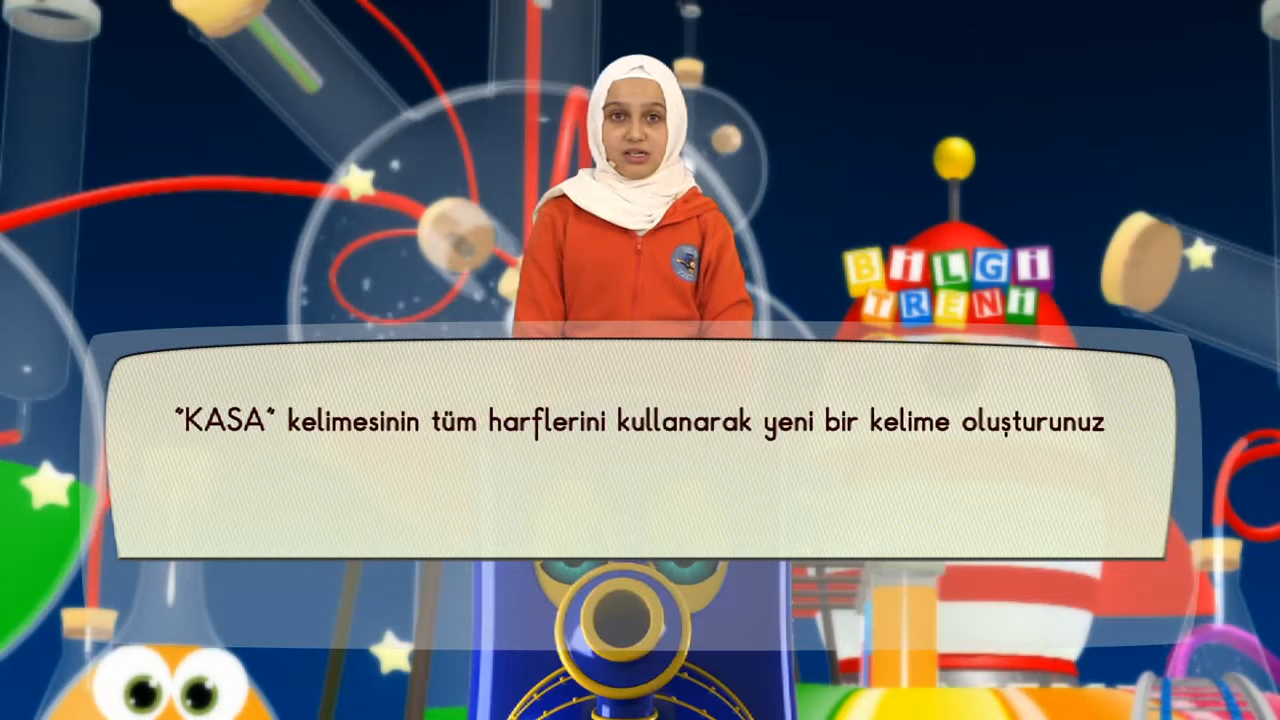 BİLGİ
TRENİ
"KASA" kelimesinin tüm harflerini kullanarak yeni bir kelime oluşturunuz